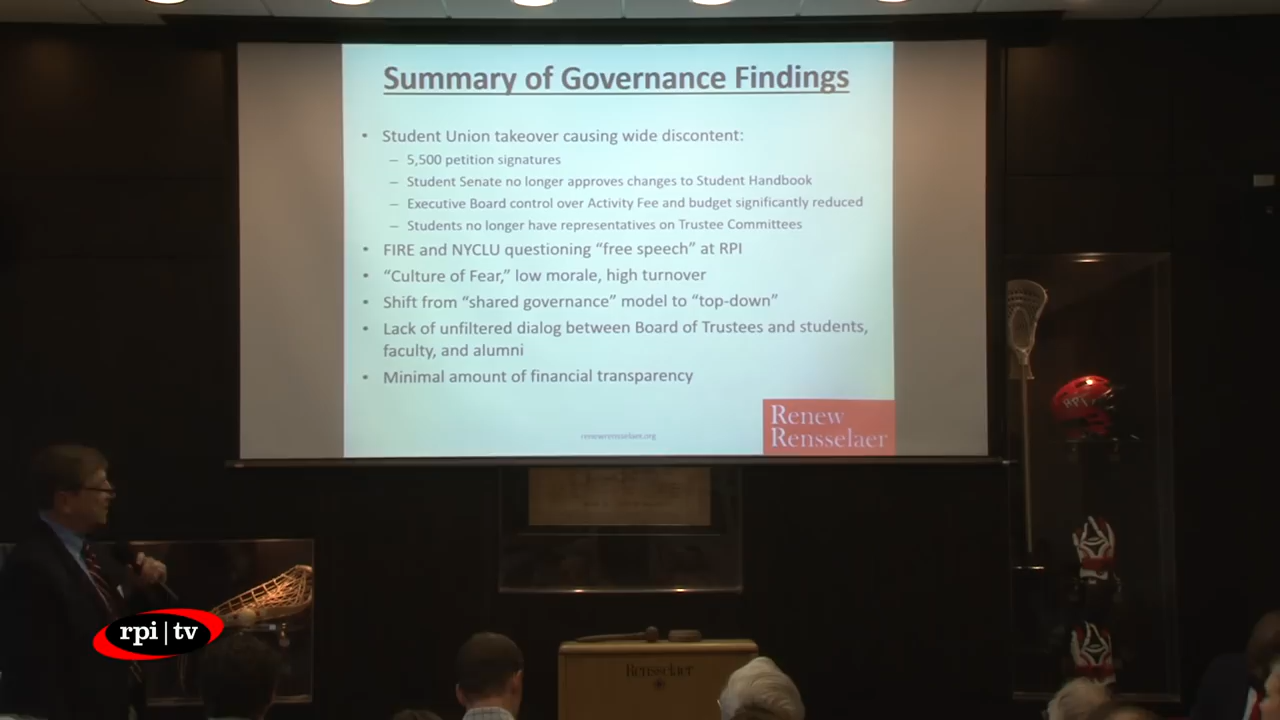 Summary of Governance Findings
• Student Union takeover causing wide discontent:
– 5,500 petition signatures
– Student Senate no longer approves changes to Student Handbook
– Executive Board control over Activity Fee and budget significantly reduced
– Students no longer have representatives on Trustee Committees
• FIRE and NYCLU questioning “free speech” at RPI
• “Culture of Fear,” low morale, high turnover
• Shift from “shared governance” model to “top-down”
• Lack of unfiltered dialog between Board of Trustees and students,
faculty, and alumni
• Minimal amount of financial transparency
renewrensselaer.org
Renew
Rensselaer
RPI
rpi|tv
Rensselaer